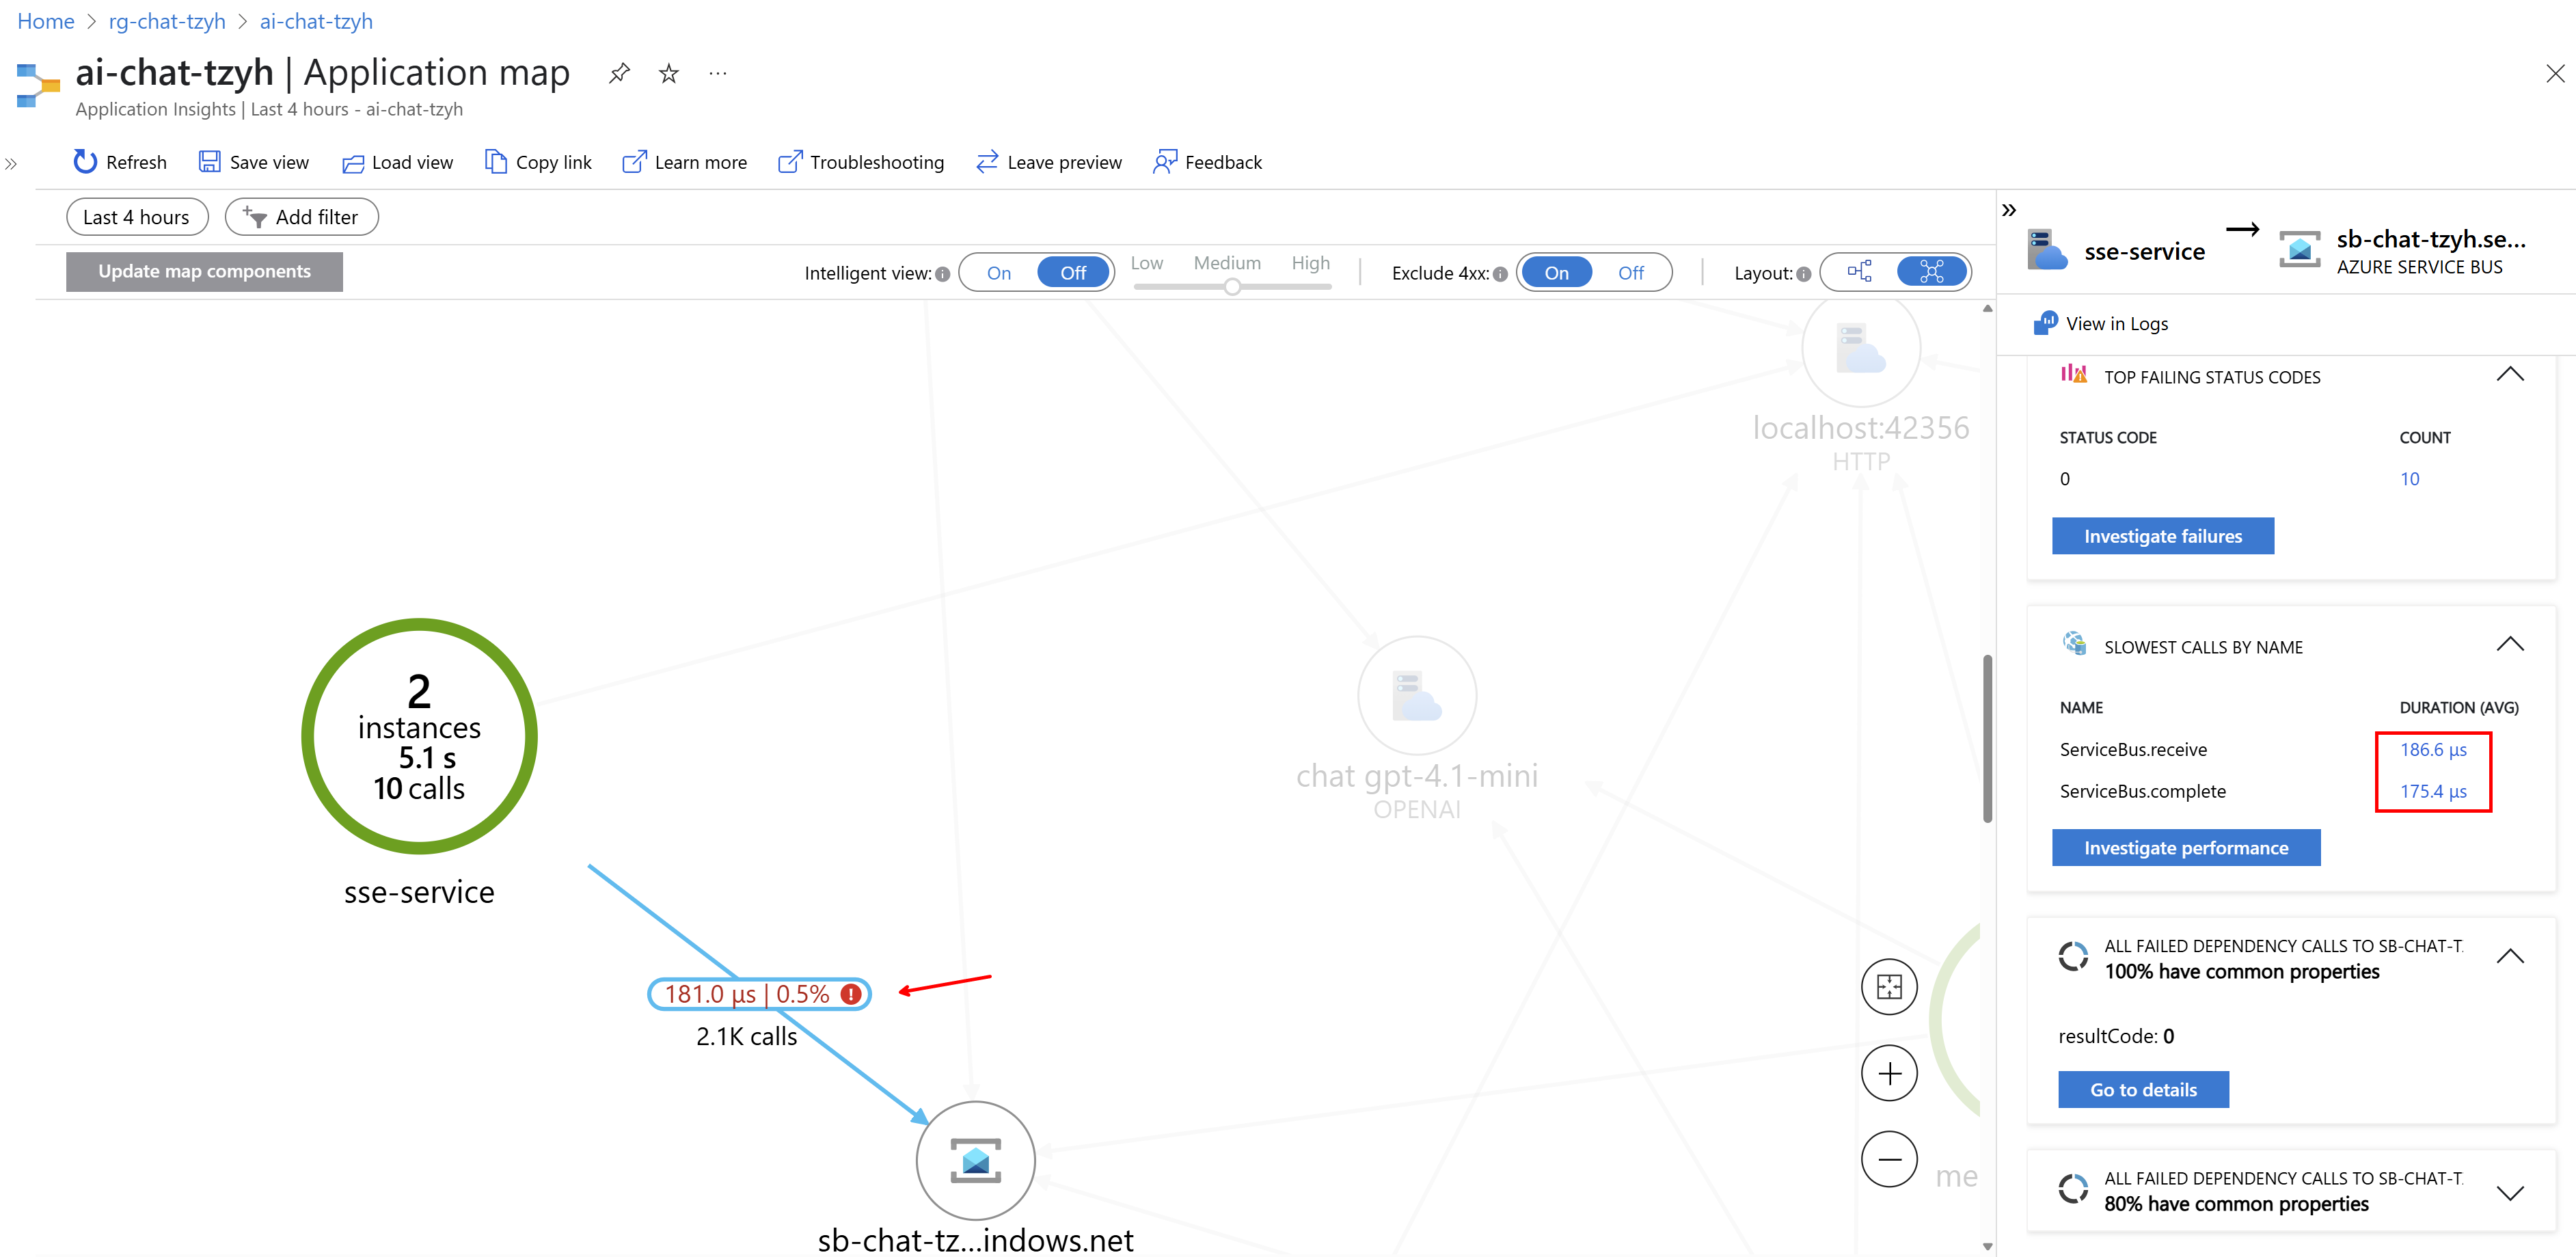 Home > rg-chat-tzyh > ai-chat-tzyh
ai-chat-tzyh | Application map
Application Insights | Last 4 hours - ai-chat-tzyh
Refresh Save view Load view Copy link Learn more Troubleshooting Leave preview Feedback
Last 4 hours Add filter
Update map components
Intelligent view: On Off Low Medium High Exclude 4xx: On Off Layout:
localhost:42356
HTTP
2
instances
5.1 s
10 calls
sse-service
chat gpt-4.1-mini
OPENAI
181.0 µs | 0.5%
2.1K calls
sb-chat-tz...indows.net
me
sse-service
sb-chat-tzyh.se...
AZURE SERVICE BUS
View in Logs
TOP FAILING STATUS CODES
STATUS CODE COUNT
0 10
Investigate failures
SLOWEST CALLS BY NAME
NAME DURATION (AVG)
ServiceBus.receive 186.6 µs
ServiceBus.complete 175.4 µs
Investigate performance
ALL FAILED DEPENDENCY CALLS TO SB-CHAT-T
100% have common properties
resultCode: 0
Go to details
ALL FAILED DEPENDENCY CALLS TO SB-CHAT-T
80% have common properties